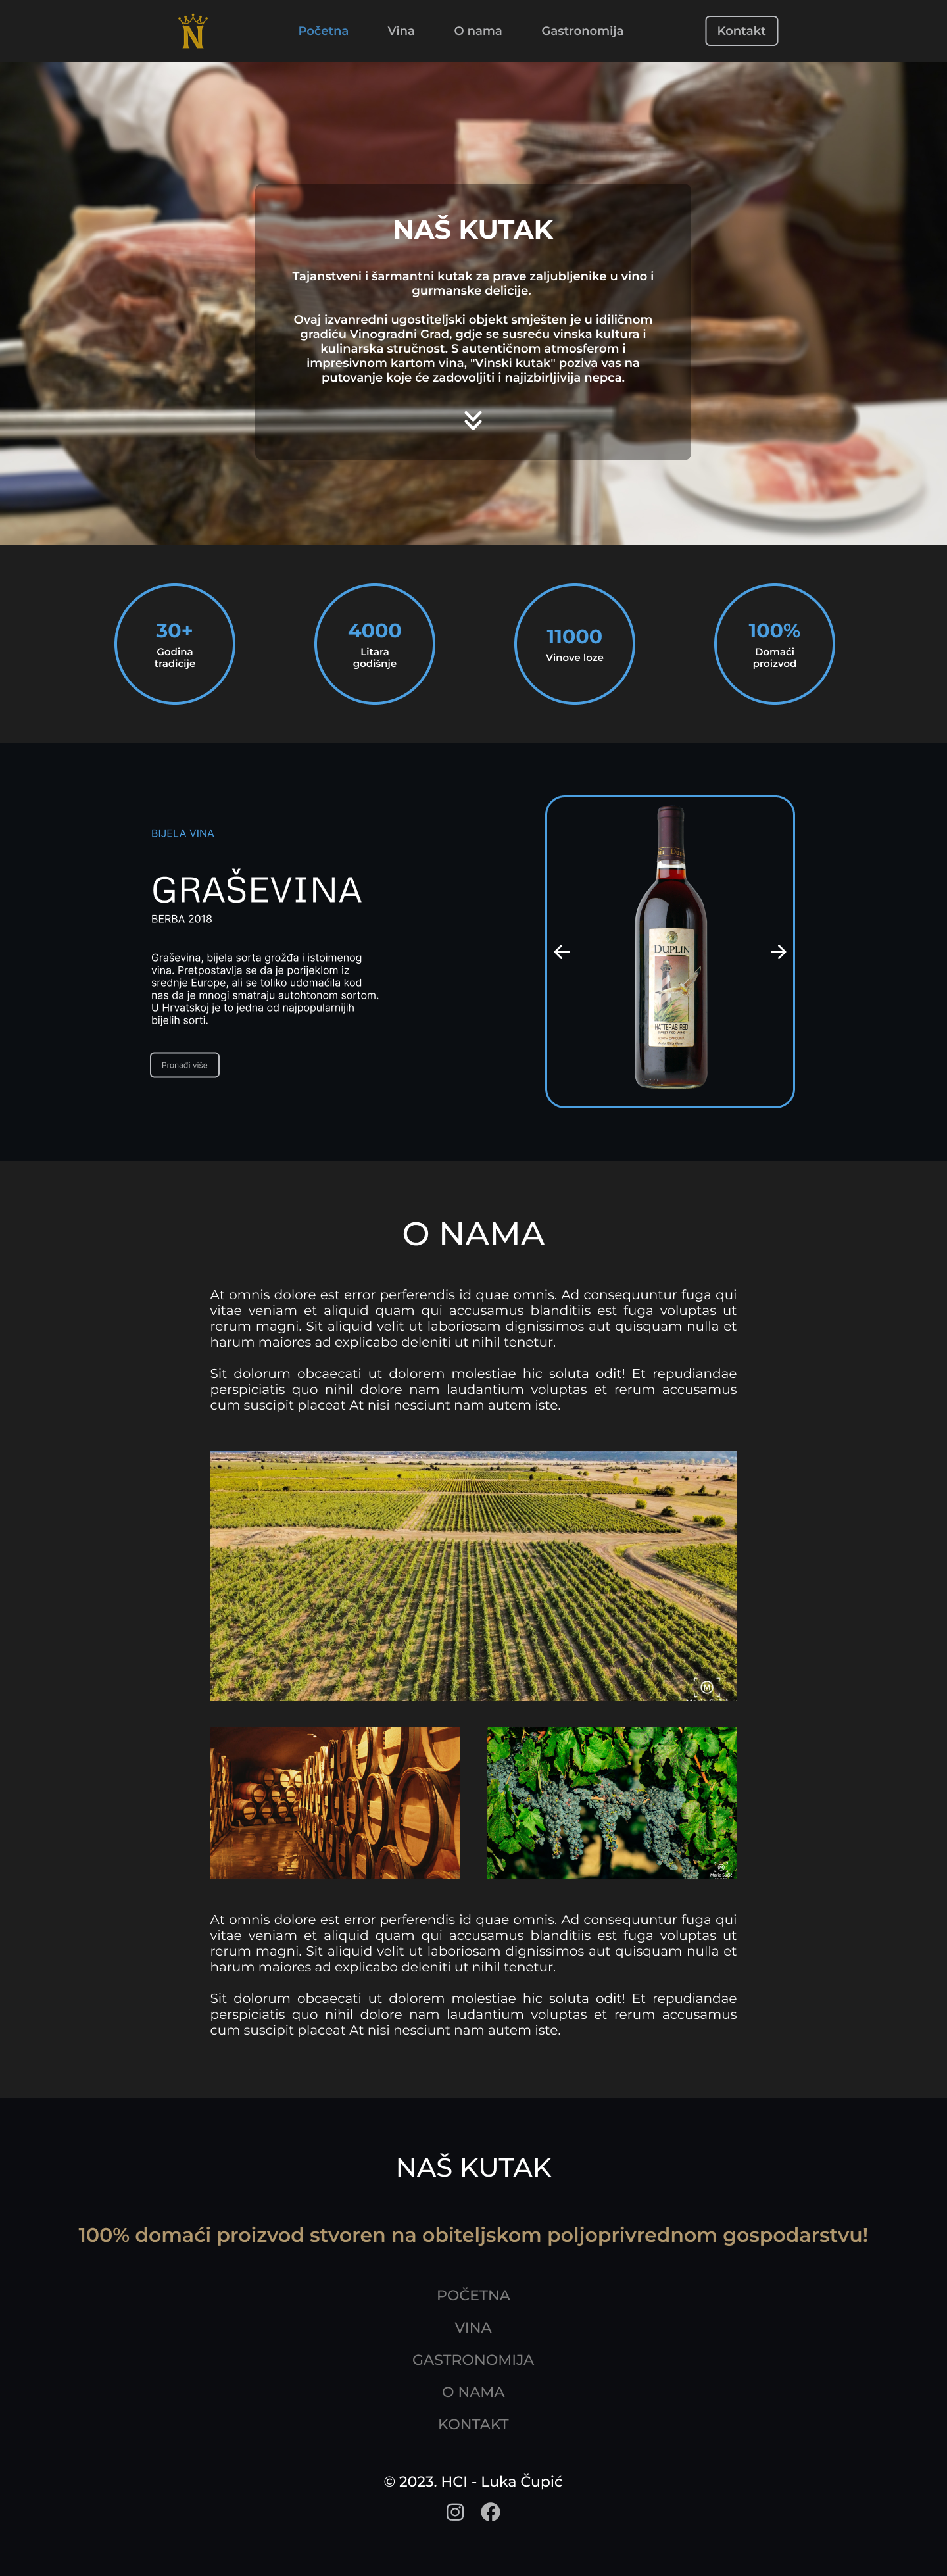 N
Početna
Vina
O nama
Gastronomija
Kontakt
NAŠ KUTAK
Tajanstveni i šarmantni kutak za prave zaljubljenike u vino i
gurmanske delicije.
Ovaj izvanredni ugostiteljski objekt smješten je u idiličnom
gradiću Vinogradni Grad, gdje se susreću vinska kultura i
kulinarska stručnost. S autentičnom atmosferom i
impresivnom kartom vina, "Vinski kutak" poziva vas na
putovanje koje će zadovoljiti i najizbirljivija nepca.
30+
Godina
tradicije
4000
Litara
godišnje
11000
Vinove loze
100%
Domaći
proizvod
BIJELA VINA
GRAŠEVINA
BERBA 2018
Graševina, bijela sorta grožđa i istoimenog
vina. Pretpostavlja se da je porijeklom iz
srednje Europe, ali se toliko udomaćila kod
nas da je mnogi smatraju autohtonom sortom.
U Hrvatskoj je to jedna od najpopularnijih
bijelih sorti.
Pronađi više
DUPLIN
HATTERAS RED
O NAMA
At omnis dolore est error perferendis id quae omnis. Ad consequuntur fuga qui
vitae veniam et aliquid quam qui accusamus blanditiis est fuga voluptas ut
rerum magni. Sit aliquid velit ut laboriosam dignissimos aut quisquam nulla et
harum maiores ad explicabo deleniti ut nihil tenetur.
Sit dolorum obcaecati ut dolorem molestiae hic soluta odit! Et repudiandae
perspiciatis quo nihil dolore nam laudantium voluptas et rerum accusamus
cum suscipit placeat At nisi nesciunt nam autem iste.
M
At omnis dolore est error perferendis id quae omnis. Ad consequuntur fuga qui
vitae veniam et aliquid quam qui accusamus blanditiis est fuga voluptas ut
rerum magni. Sit aliquid velit ut laboriosam dignissimos aut quisquam nulla et
harum maiores ad explicabo deleniti ut nihil tenetur.
Sit dolorum obcaecati ut dolorem molestiae hic soluta odit! Et repudiandae
perspiciatis quo nihil dolore nam laudantium voluptas et rerum accusamus
cum suscipit placeat At nisi nesciunt nam autem iste.
NAŠ KUTAK
100% domaći proizvod stvoren na obiteljskom poljoprivrednom gospodarstvu!
POČETNA
VINA
GASTRONOMIJA
O NAMA
KONTAKT
© 2023. HCI - Luka Čupić